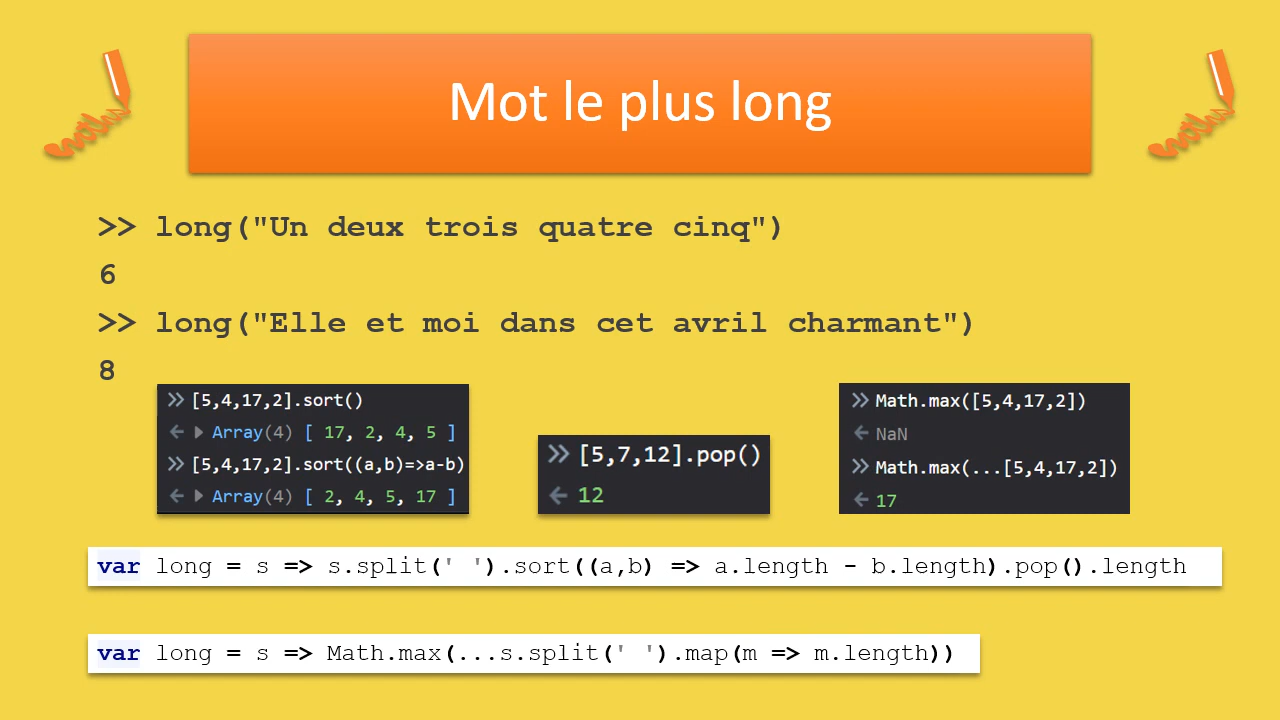 Mot le plus long
>> long("Un deux trois quatre cinq")
6
>> long("Elle et moi dans cet avril charmant")
8
>> [5,4,17,2].sort()
← ▶ Array(4) [ 17, 2, 4, 5 ]
>> [5,4,17,2].sort((a,b)=>a-b)
← ▶ Array(4) [ 2, 4, 5, 17 ]
>> [5,7,12].pop()
← 12
>> Math.max([5,4,17,2])
← NaN
>> Math.max(...[5,4,17,2])
← 17
var long = s => s.split(' ').sort((a,b) => a.length - b.length).pop().length
var long = s => Math.max(...s.split(' ').map(m => m.length))